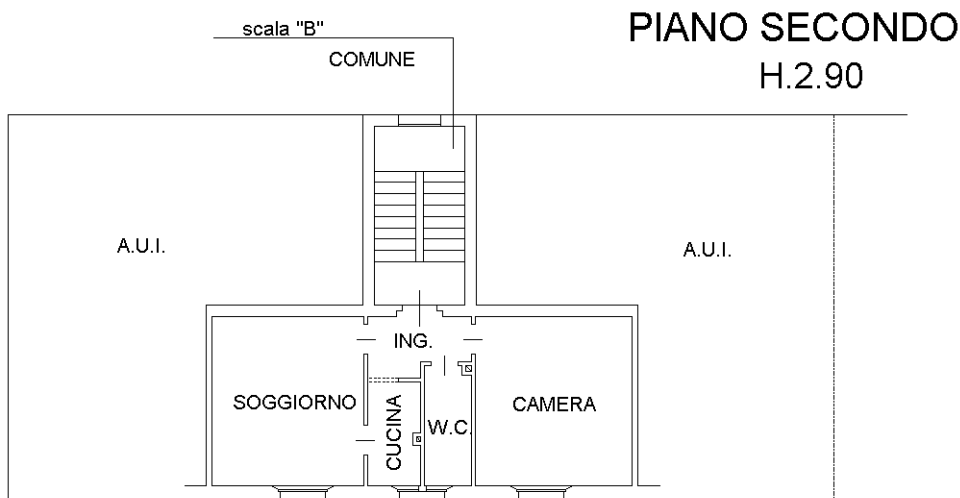 scala "B"
COMUNE
PIANO SECONDO
H.2.90
A.U.I.
A.U.I.
ING.
SOGGIORNO
CUCINA
W.C.
CAMERA